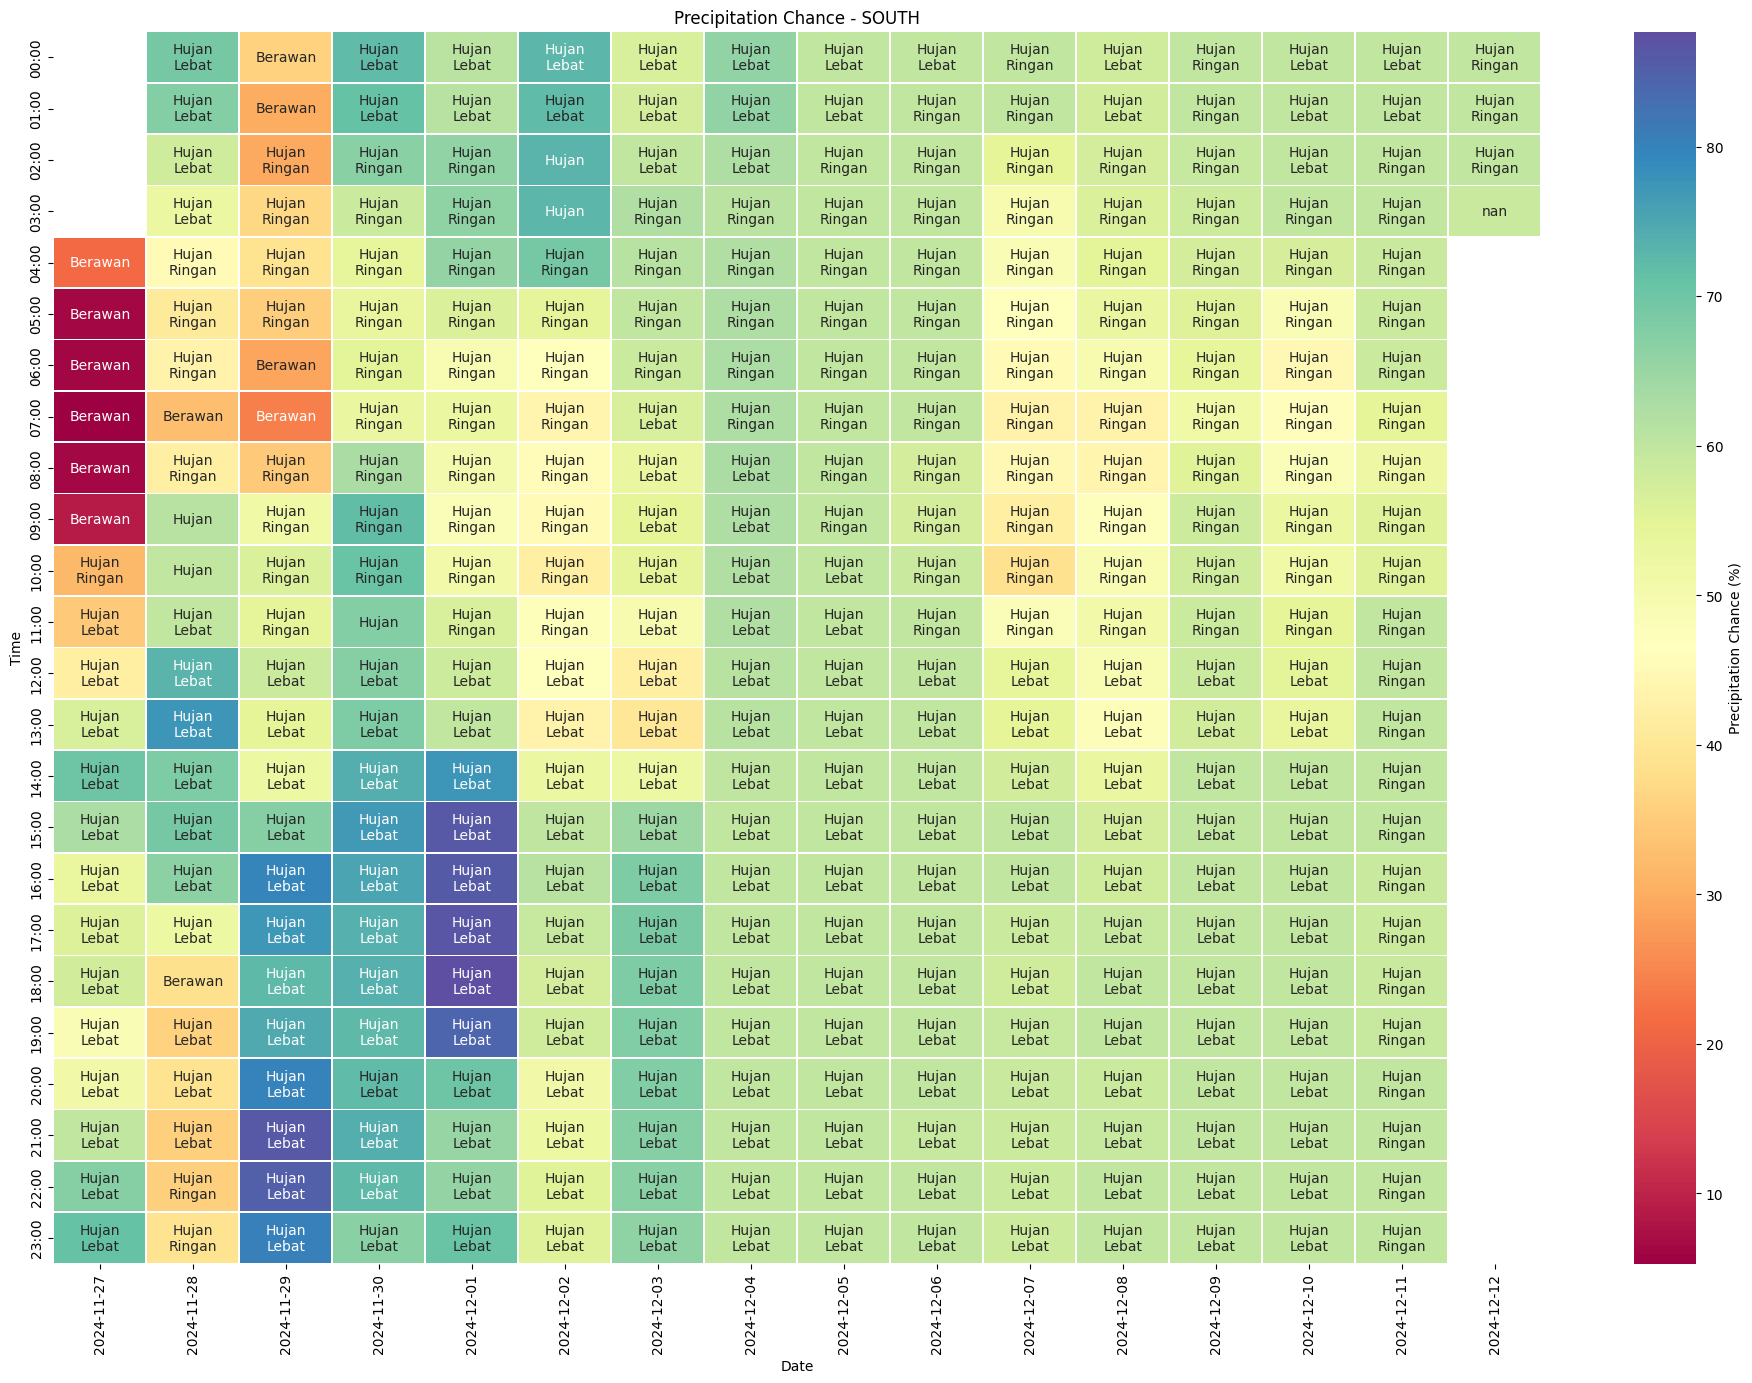 Precipitation Chance - SOUTH
00:00 Hujan Lebat Berawan Hujan Lebat Hujan Lebat Hujan Lebat Hujan Lebat Hujan Lebat Hujan Lebat Hujan Lebat Hujan Ringan Hujan Lebat Hujan Ringan Hujan Lebat Hujan Lebat Hujan Ringan
01:00 Hujan Lebat Berawan Hujan Lebat Hujan Lebat Hujan Lebat Hujan Lebat Hujan Lebat Hujan Lebat Hujan Ringan Hujan Ringan Hujan Lebat Hujan Ringan Hujan Lebat Hujan Lebat Hujan Ringan
02:00 Hujan Lebat Hujan Ringan Hujan Ringan Hujan Ringan Hujan Hujan Lebat Hujan Lebat Hujan Ringan Hujan Ringan Hujan Ringan Hujan Ringan Hujan Ringan Hujan Lebat Hujan Ringan Hujan Ringan
03:00 Hujan Lebat Hujan Ringan Hujan Ringan Hujan Ringan Hujan Hujan Ringan Hujan Ringan Hujan Ringan Hujan Ringan Hujan Ringan Hujan Ringan Hujan Ringan Hujan Ringan Hujan Ringan nan
04:00 Berawan Hujan Ringan Hujan Ringan Hujan Ringan Hujan Ringan Hujan Ringan Hujan Ringan Hujan Ringan Hujan Ringan Hujan Ringan Hujan Ringan Hujan Ringan Hujan Ringan Hujan Ringan Hujan Ringan
05:00 Berawan Hujan Ringan Hujan Ringan Hujan Ringan Hujan Ringan Hujan Ringan Hujan Ringan Hujan Ringan Hujan Ringan Hujan Ringan Hujan Ringan Hujan Ringan Hujan Ringan Hujan Ringan Hujan Ringan
06:00 Berawan Hujan Ringan Berawan Hujan Ringan Hujan Ringan Hujan Ringan Hujan Ringan Hujan Ringan Hujan Ringan Hujan Ringan Hujan Ringan Hujan Ringan Hujan Ringan Hujan Ringan Hujan Ringan
07:00 Berawan Berawan Berawan Hujan Ringan Hujan Ringan Hujan Ringan Hujan Lebat Hujan Ringan Hujan Ringan Hujan Ringan Hujan Ringan Hujan Ringan Hujan Ringan Hujan Ringan Hujan Ringan
08:00 Berawan Hujan Ringan Hujan Ringan Hujan Ringan Hujan Ringan Hujan Ringan Hujan Lebat Hujan Lebat Hujan Ringan Hujan Ringan Hujan Ringan Hujan Ringan Hujan Ringan Hujan Ringan Hujan Ringan
09:00 Berawan Hujan Hujan Ringan Hujan Ringan Hujan Ringan Hujan Ringan Hujan Lebat Hujan Lebat Hujan Ringan Hujan Ringan Hujan Ringan Hujan Ringan Hujan Ringan Hujan Ringan Hujan Ringan
10:00 Hujan Ringan Hujan Hujan Ringan Hujan Ringan Hujan Ringan Hujan Ringan Hujan Lebat Hujan Lebat Hujan Lebat Hujan Ringan Hujan Ringan Hujan Ringan Hujan Ringan Hujan Ringan Hujan Ringan
11:00 Hujan Lebat Hujan Lebat Hujan Ringan Hujan Hujan Ringan Hujan Ringan Hujan Lebat Hujan Lebat Hujan Lebat Hujan Ringan Hujan Ringan Hujan Ringan Hujan Ringan Hujan Ringan Hujan Ringan
12:00 Hujan Lebat Hujan Lebat Hujan Lebat Hujan Lebat Hujan Lebat Hujan Lebat Hujan Lebat Hujan Lebat Hujan Lebat Hujan Lebat Hujan Lebat Hujan Lebat Hujan Lebat Hujan Lebat Hujan Ringan
13:00 Hujan Lebat Hujan Lebat Hujan Lebat Hujan Lebat Hujan Lebat Hujan Lebat Hujan Lebat Hujan Lebat Hujan Lebat Hujan Lebat Hujan Lebat Hujan Lebat Hujan Lebat Hujan Lebat Hujan Ringan
14:00 Hujan Lebat Hujan Lebat Hujan Lebat Hujan Lebat Hujan Lebat Hujan Lebat Hujan Lebat Hujan Lebat Hujan Lebat Hujan Lebat Hujan Lebat Hujan Lebat Hujan Lebat Hujan Lebat Hujan Ringan
15:00 Hujan Lebat Hujan Lebat Hujan Lebat Hujan Lebat Hujan Lebat Hujan Lebat Hujan Lebat Hujan Lebat Hujan Lebat Hujan Lebat Hujan Lebat Hujan Lebat Hujan Lebat Hujan Lebat Hujan Ringan
16:00 Hujan Lebat Hujan Lebat Hujan Lebat Hujan Lebat Hujan Lebat Hujan Lebat Hujan Lebat Hujan Lebat Hujan Lebat Hujan Lebat Hujan Lebat Hujan Lebat Hujan Lebat Hujan Lebat Hujan Ringan
17:00 Hujan Lebat Hujan Lebat Hujan Lebat Hujan Lebat Hujan Lebat Hujan Lebat Hujan Lebat Hujan Lebat Hujan Lebat Hujan Lebat Hujan Lebat Hujan Lebat Hujan Lebat Hujan Lebat Hujan Ringan
18:00 Hujan Lebat Berawan Hujan Lebat Hujan Lebat Hujan Lebat Hujan Lebat Hujan Lebat Hujan Lebat Hujan Lebat Hujan Lebat Hujan Lebat Hujan Lebat Hujan Lebat Hujan Lebat Hujan Ringan
19:00 Hujan Lebat Hujan Lebat Hujan Lebat Hujan Lebat Hujan Lebat Hujan Lebat Hujan Lebat Hujan Lebat Hujan Lebat Hujan Lebat Hujan Lebat Hujan Lebat Hujan Lebat Hujan Lebat Hujan Ringan
20:00 Hujan Lebat Hujan Lebat Hujan Lebat Hujan Lebat Hujan Lebat Hujan Lebat Hujan Lebat Hujan Lebat Hujan Lebat Hujan Lebat Hujan Lebat Hujan Lebat Hujan Lebat Hujan Lebat Hujan Ringan
21:00 Hujan Lebat Hujan Lebat Hujan Lebat Hujan Lebat Hujan Lebat Hujan Lebat Hujan Lebat Hujan Lebat Hujan Lebat Hujan Lebat Hujan Lebat Hujan Lebat Hujan Lebat Hujan Lebat Hujan Ringan
22:00 Hujan Lebat Hujan Ringan Hujan Lebat Hujan Lebat Hujan Lebat Hujan Lebat Hujan Lebat Hujan Lebat Hujan Lebat Hujan Lebat Hujan Lebat Hujan Lebat Hujan Lebat Hujan Lebat Hujan Ringan
23:00 Hujan Lebat Hujan Ringan Hujan Lebat Hujan Lebat Hujan Lebat Hujan Lebat Hujan Lebat Hujan Lebat Hujan Lebat Hujan Lebat Hujan Lebat Hujan Lebat Hujan Lebat Hujan Lebat Hujan Ringan
Time
2024-11-27 2024-11-28 2024-11-29 2024-11-30 2024-12-01 2024-12-02 2024-12-03 2024-12-04 2024-12-05 2024-12-06 2024-12-07 2024-12-08 2024-12-09 2024-12-10 2024-12-11 2024-12-12
Date
80
70
60
50
40
30
20
10
Precipitation Chance (%)